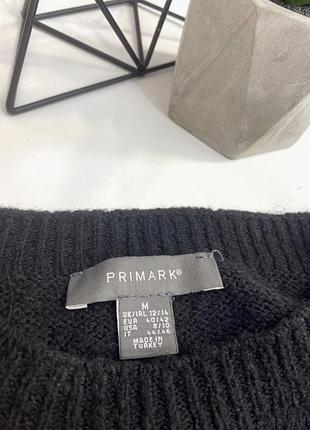 PRIMARK®
M
UK/IRL 12/14
EUR 40/42
USA 8/10
IT 44/46
MADE IN
TURKEY